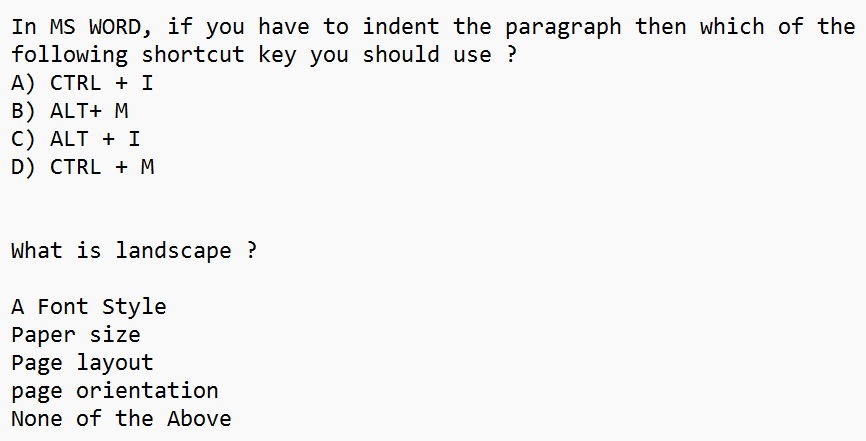 In MS WORD, if you have to indent the paragraph then which of the
following shortcut key you should use ?
A) CTRL + I
B) ALT+ M
C) ALT + I
D) CTRL + M
What is landscape ?
A Font Style
Paper size
Page layout
page orientation
None of the Above